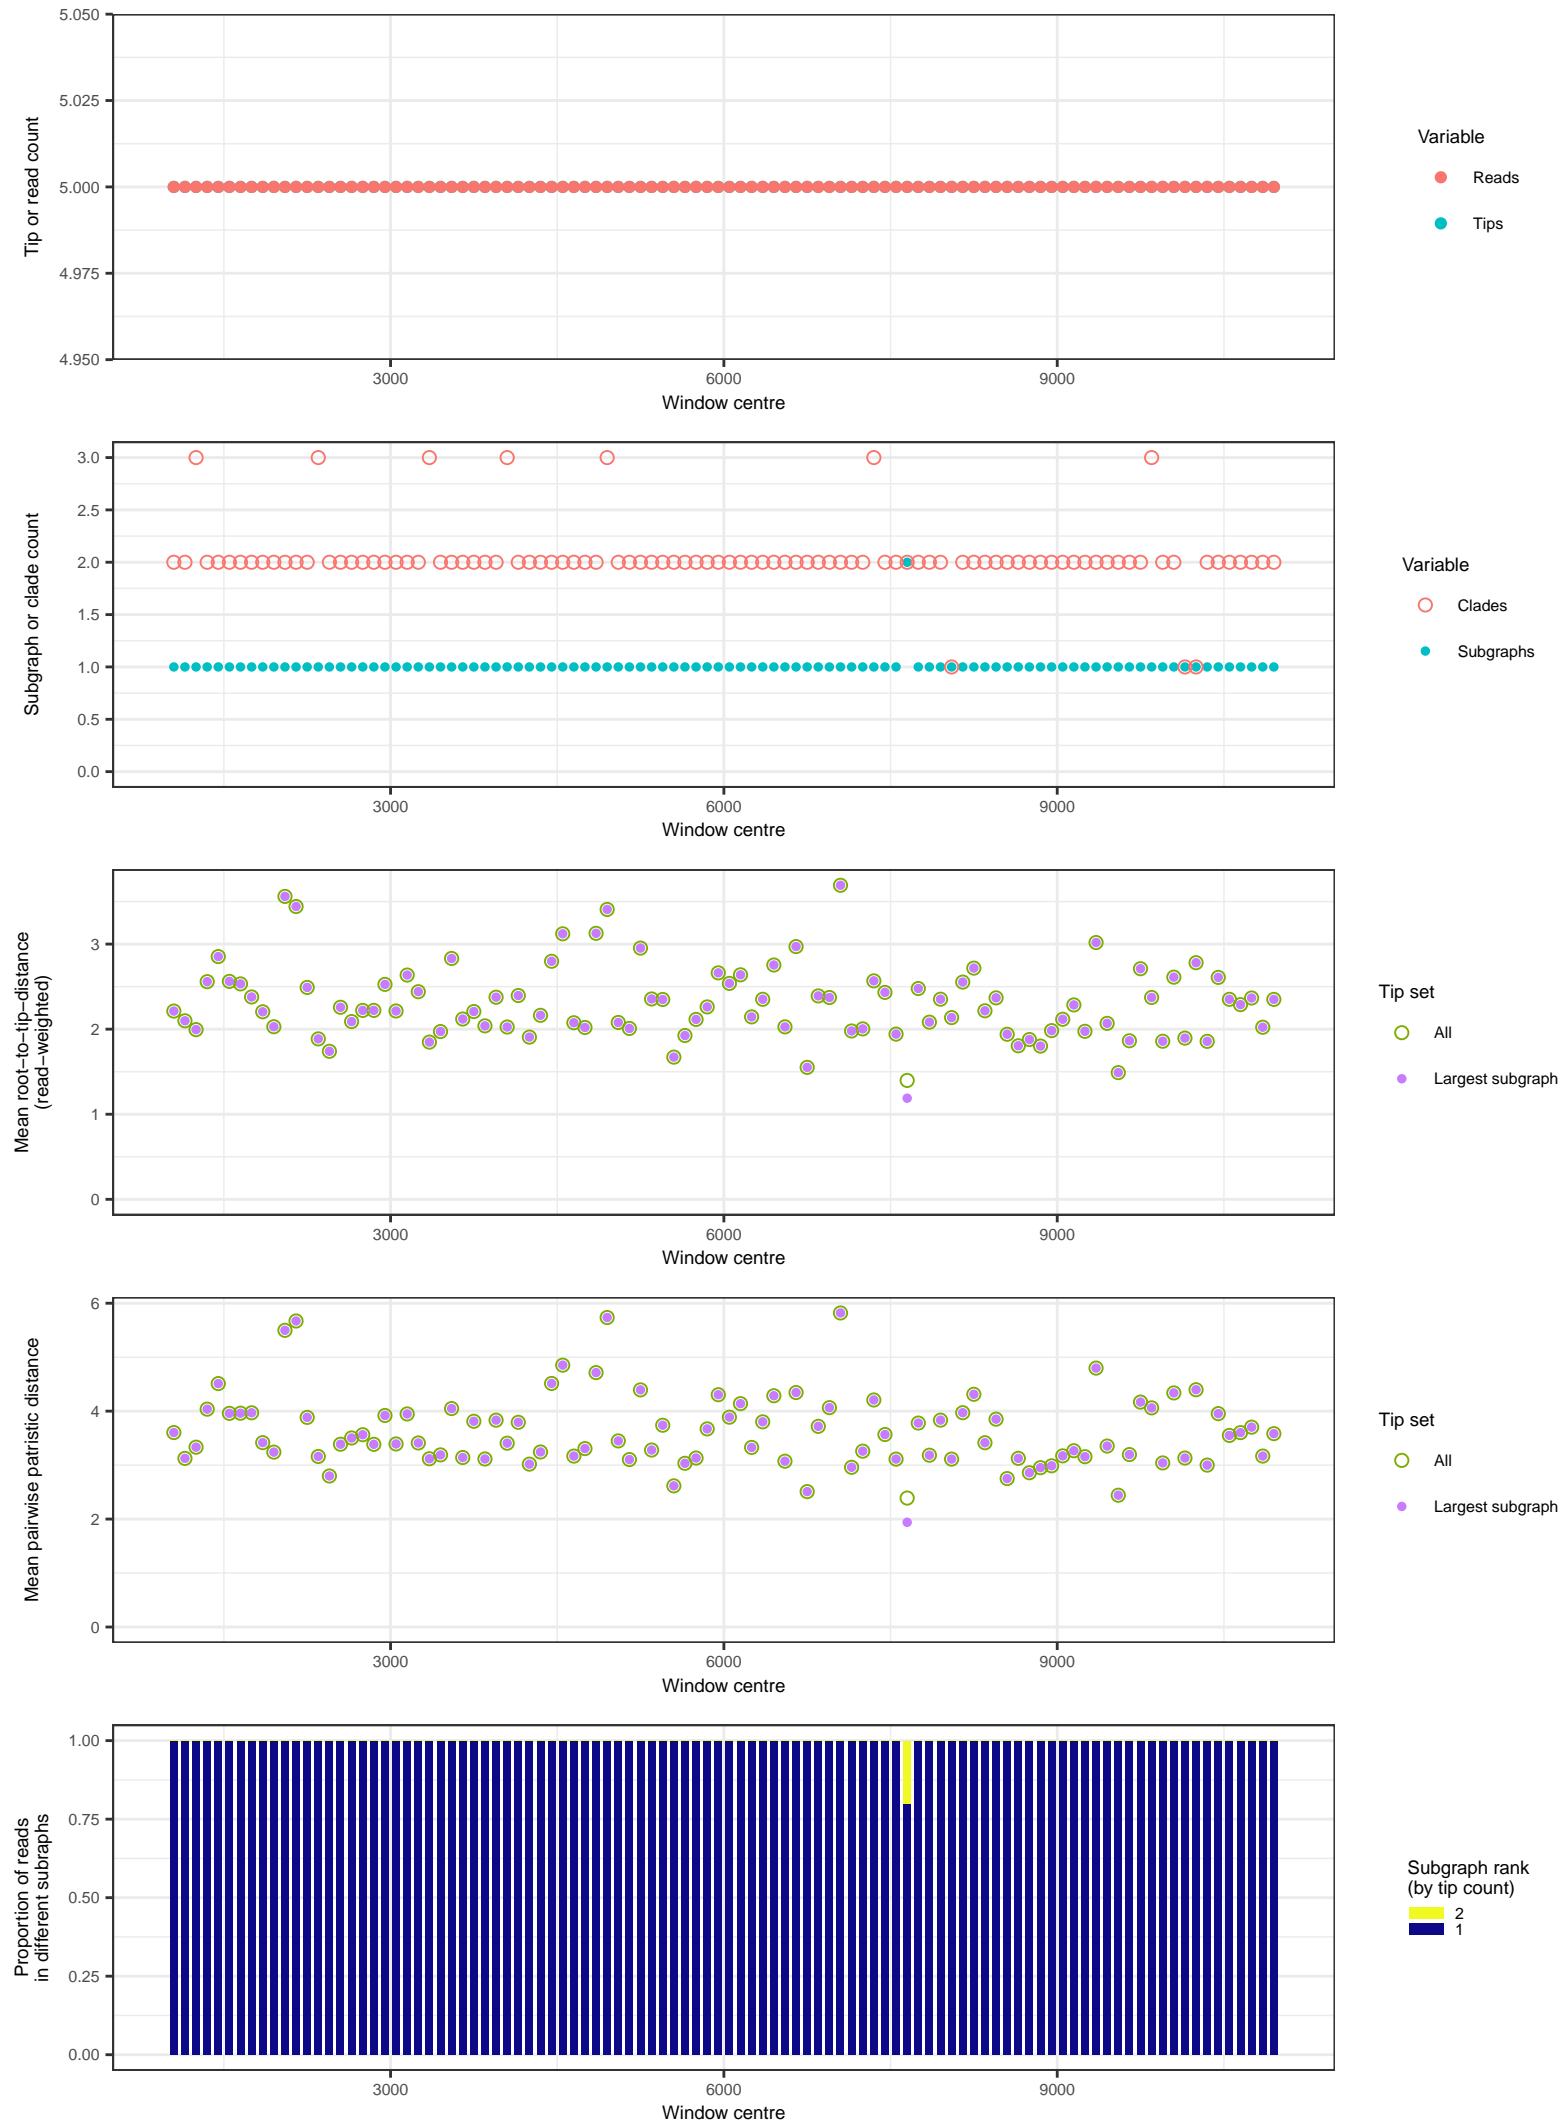 5.050
5.025
5.000
4.975
4.950
Tip or read count
3000 6000 9000
Window centre
Variable
Reads
Tips
3.0
2.5
2.0
1.5
1.0
0.5
0.0
Subgraph or clade count
3000 6000 9000
Window centre
Variable
Clades
Subgraphs
3
2
1
0
Mean root−to−tip−distance
(read−weighted)
3000 6000 9000
Window centre
Tip set
All
Largest subgraph
6
4
2
0
Mean pairwise patristic distance
3000 6000 9000
Window centre
Tip set
All
Largest subgraph
1.00
0.75
0.50
0.25
0.00
Proportion of reads
in different subraphs
3000 6000 9000
Window centre
Subgraph rank
(by tip count)
2
1